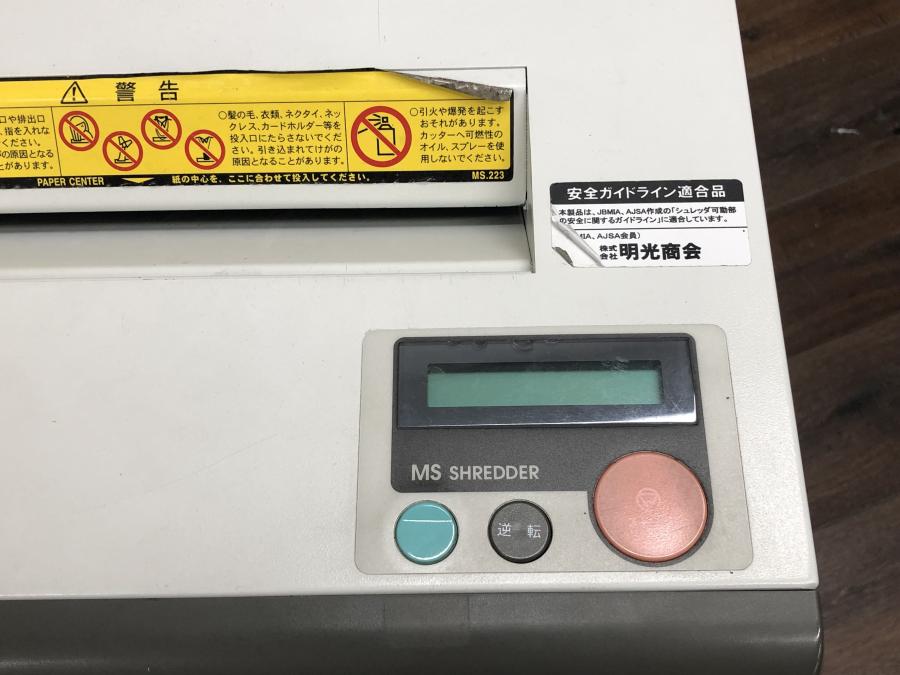 警告
口や排出口
、指を入れな
ください。
がの原因となる
とがあります。
○髪の毛、衣類、ネクタイ、ネッ
クレス、カードホルダー等を
投入口にたらさないでくだ
さい。引き込まれてけがの
原因となることがあります。
○引火や爆発を起こす
おそれがあります。
カッターへ可燃性の
オイル、スプレーを使
用しないでください。
PAPER CENTER 紙の中心を、ここに合わせて投入してください。 MS.223
安全ガイドライン適合品
本製品は、JBMIA、AJSA作成の「シュレッダ可動部
の安全に関するガイドライン」に適合しています。
MIA、AJSA会員）
株式会社 明光商会
MS SHREDDER
逆転